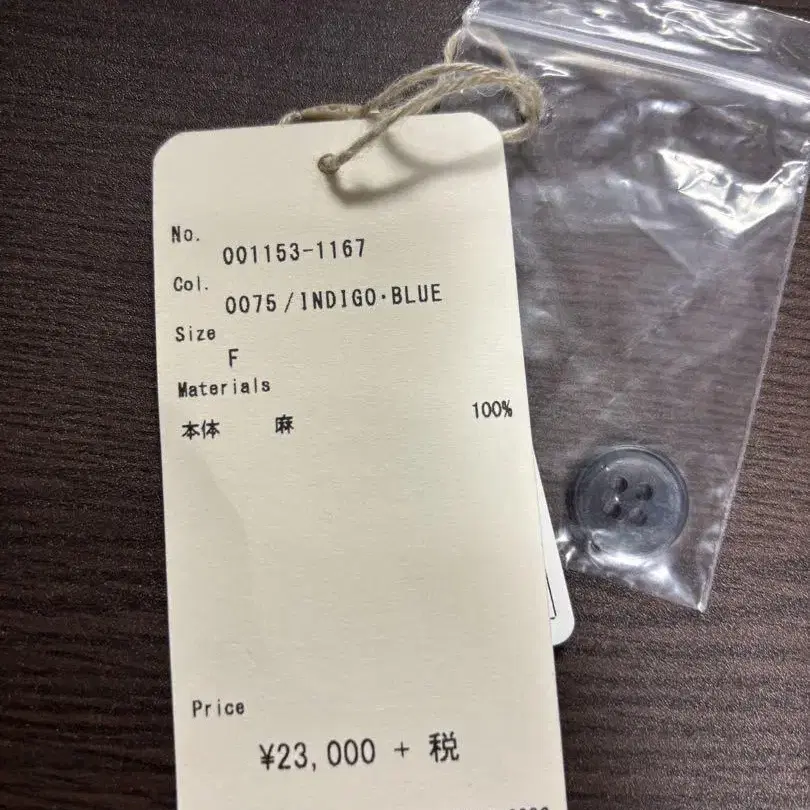 No.
001153-1167
Col.
0075/INDIGO·BLUE
Size
F
Materials
本体 麻 100%
Price
¥23,000 + 税